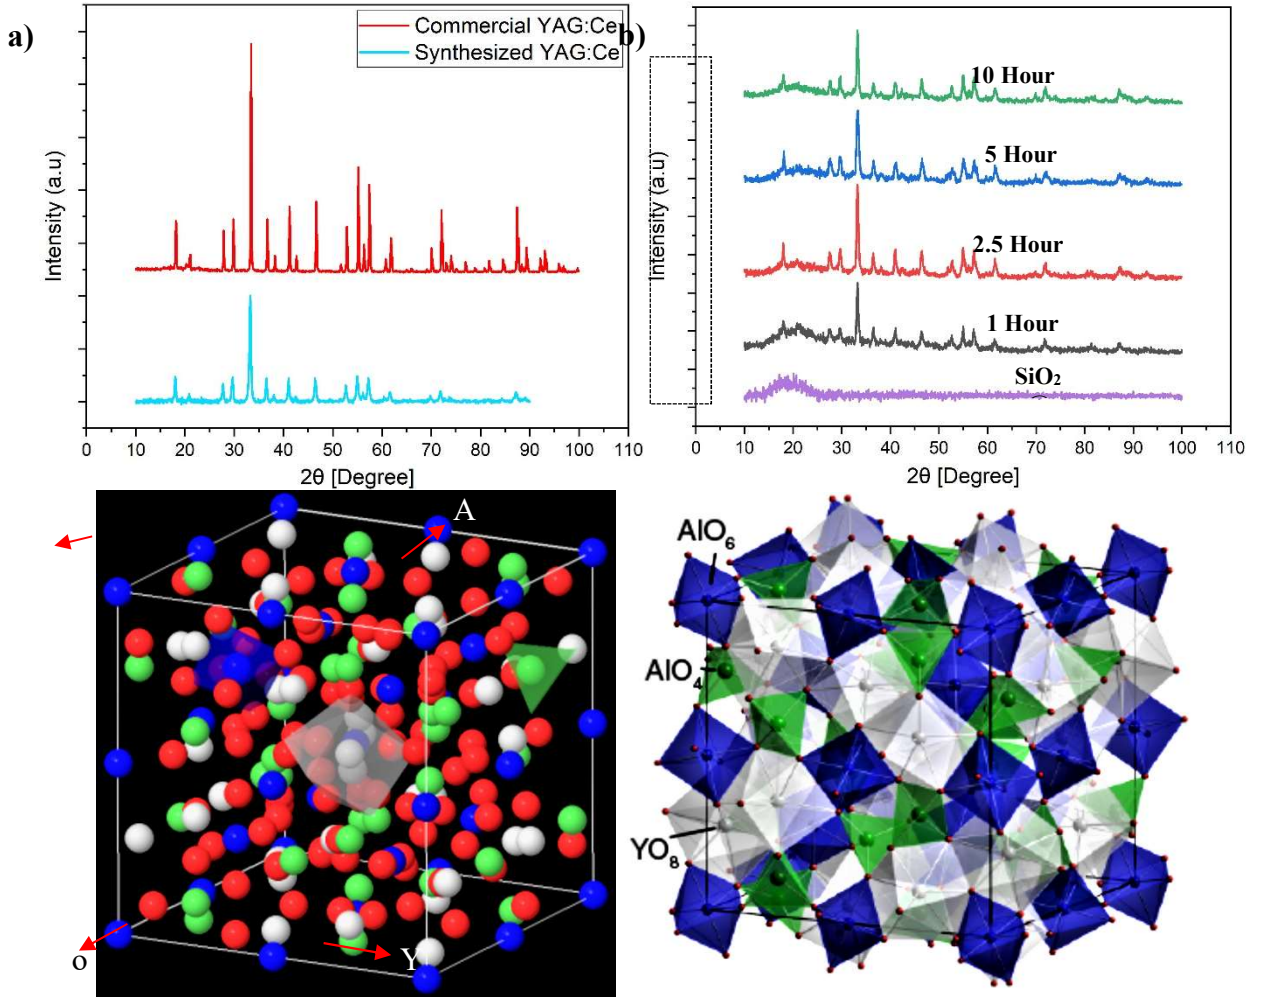 a)
Commercial YAG:Ce
Synthesized YAG:Ce
Intensity (a.u)
0 10 20 30 40 50 60 70 80 90 100 110
2θ [Degree]
b)
10 Hour
5 Hour
2.5 Hour
1 Hour
SiO2
Intensity (a.u)
0 10 20 30 40 50 60 70 80 90 100 110
2θ [Degree]
A
o
Y
AlO6
AlO4
YO8